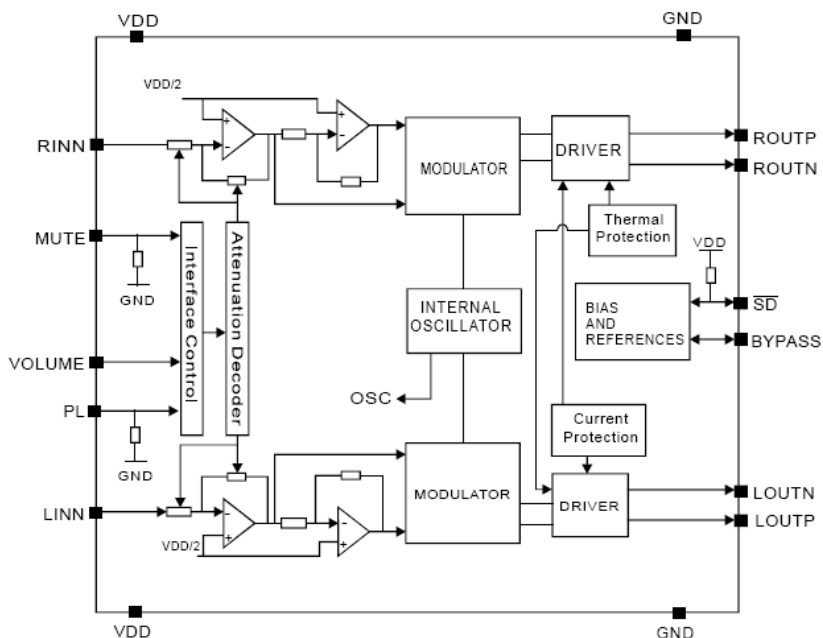 VDD
GND
VDD/2
+
-
+
-
RINN
MODULATOR
DRIVER
ROUTP
ROUTN
MUTE
GND
Interface Control
Attenuation Decoder
Thermal
Protection
VDD
INTERNAL
OSCILLATOR
BIAS
AND
REFERENCES
SD
BYPASS
VOLUME
OSC
PL
GND
Current
Protection
LINN
-
+
VDD/2
-
+
MODULATOR
DRIVER
LOUTN
LOUTP
VDD
GND